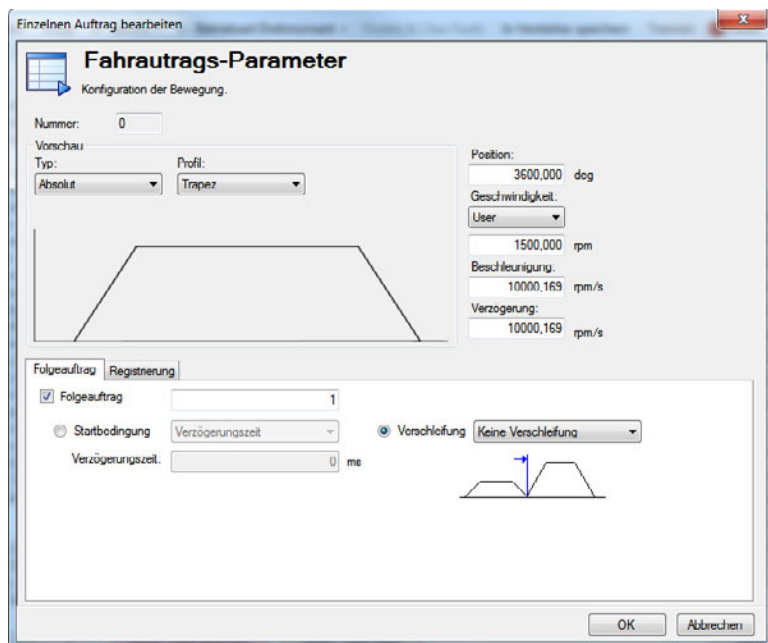 Einzelnen Auftrag bearbeiten
Fahrautrags-Parameter
Konfiguration der Bewegung.
Nummer: 0
Vorschau
Typ: Profil:
Absolut Trapez
Position:
3600,000 deg
Geschwindigkeit:
User
1500,000 rpm
Beschleunigung:
10000,169 rpm/s
Verzögerung:
10000,169 rpm/s
Folgeauftrag Registrierung
Folgeauftrag 1
Startbedingung Verzögerungszeit Verschleifung Keine Verschleifung
Verzögerungszeit: 0 ms
OK Abbrechen